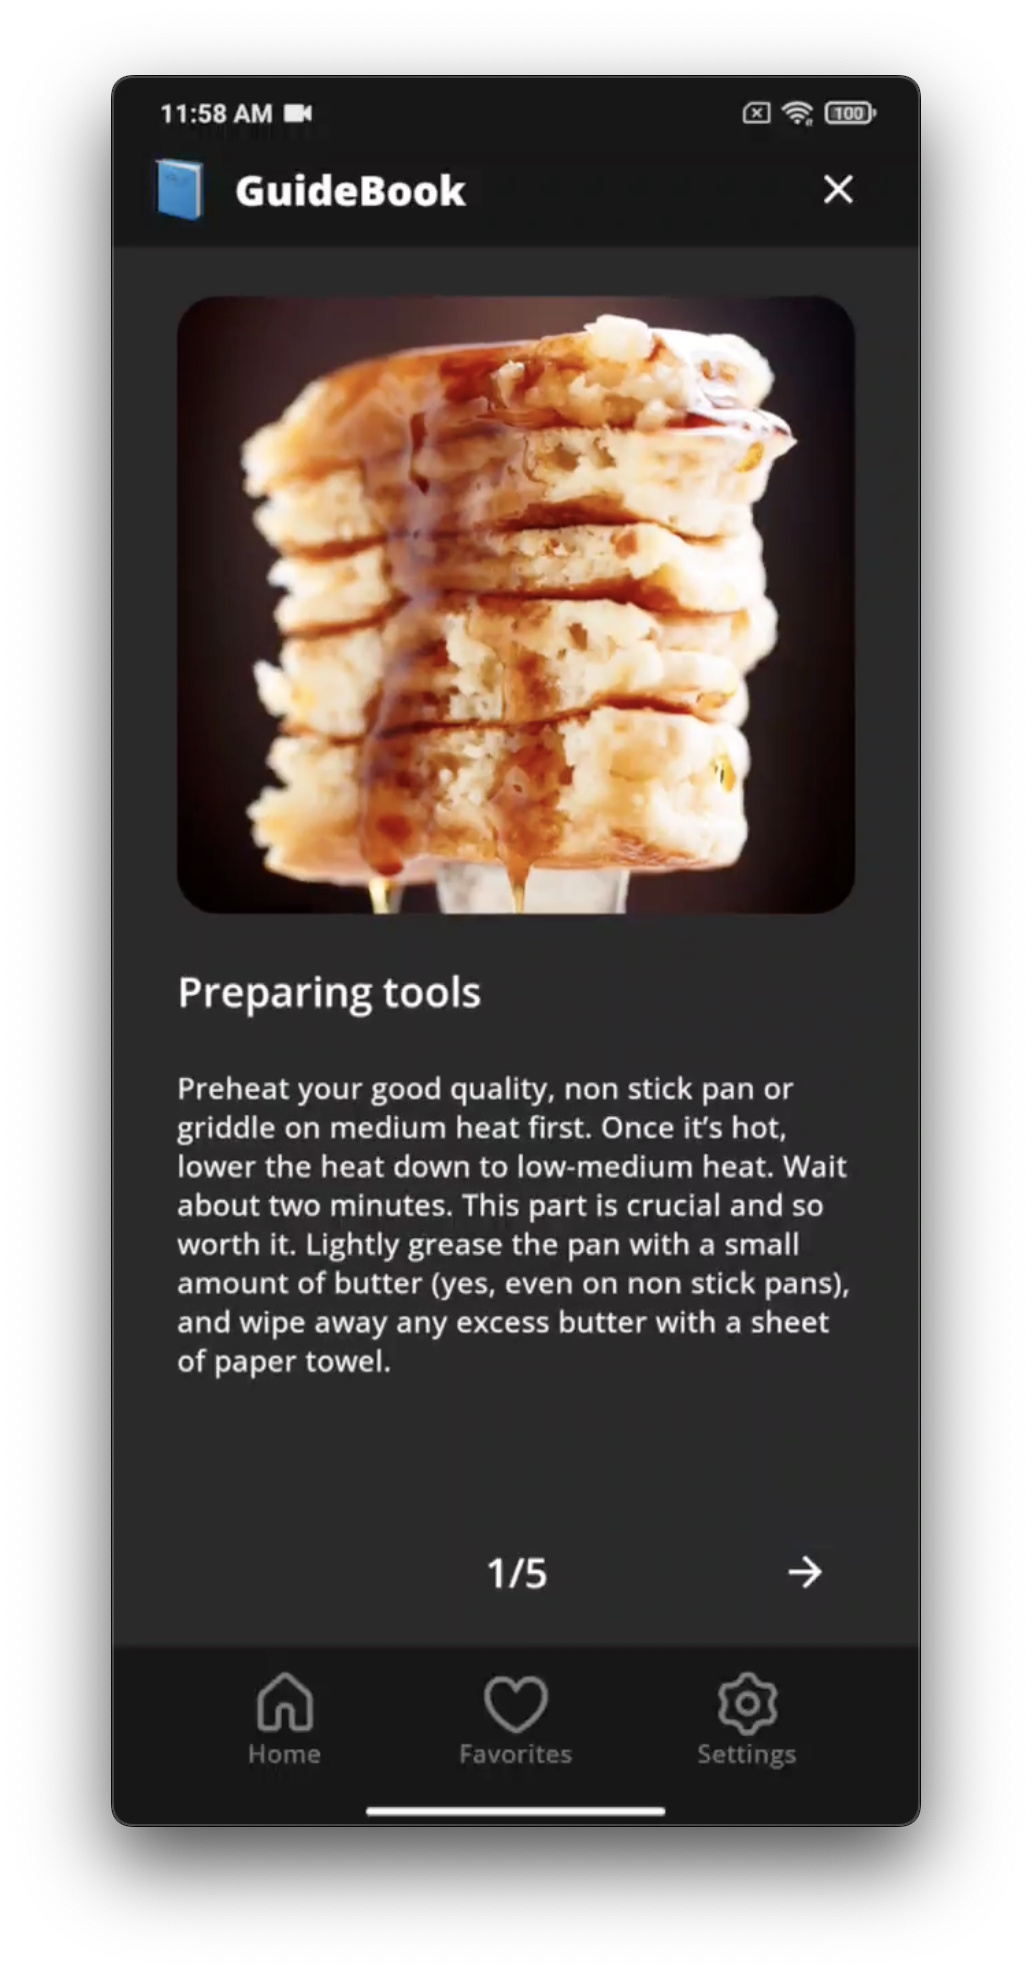 11:58 AM
100
GuideBook
Preparing tools
Preheat your good quality, non stick pan or
griddle on medium heat first. Once it’s hot,
lower the heat down to low-medium heat. Wait
about two minutes. This part is crucial and so
worth it. Lightly grease the pan with a small
amount of butter (yes, even on non stick pans),
and wipe away any excess butter with a sheet
of paper towel.
1/5
Home
Favorites
Settings